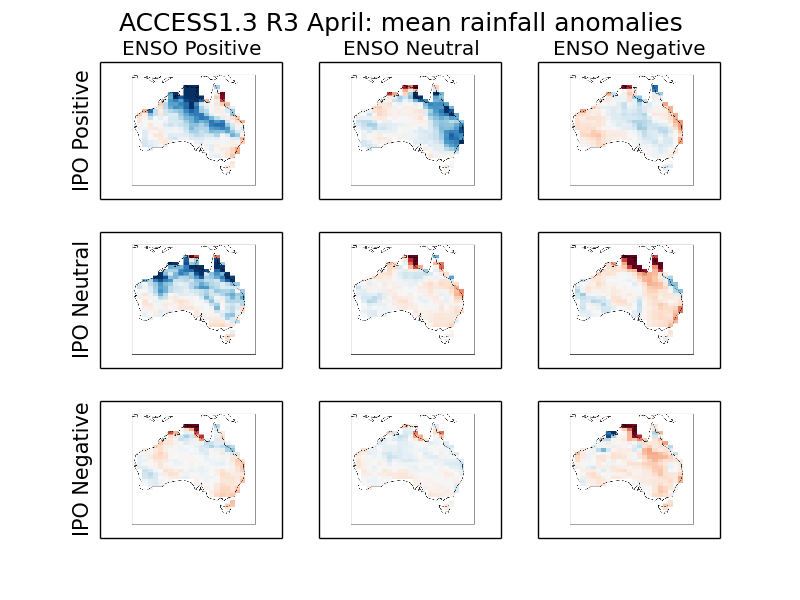 ACCESS1.3 R3 April: mean rainfall anomalies
ENSO Positive
ENSO Neutral
ENSO Negative
IPO Positive
IPO Neutral
IPO Negative